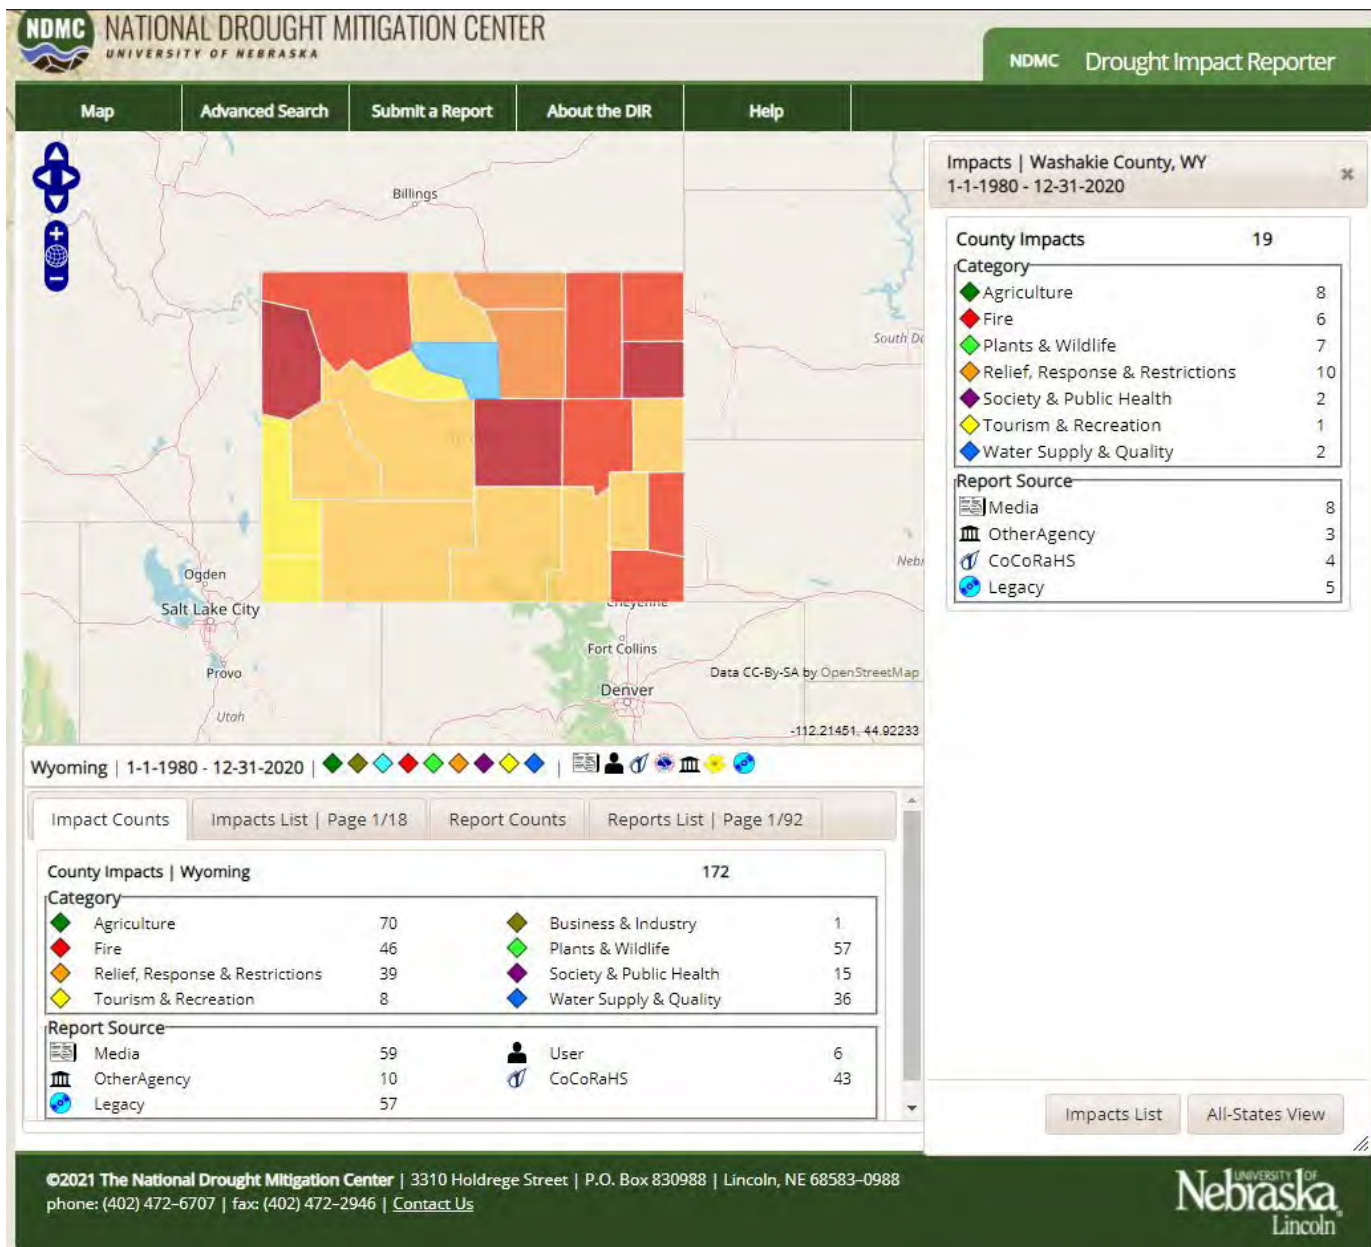 NDMC NATIONAL DROUGHT MITIGATION CENTER
UNIVERSITY OF NEBRASKA
NDMC Drought Impact Reporter
Map Advanced Search Submit a Report About the DIR Help
Billings
South Da
Nebr
Ogden
Salt Lake City
Provo
Utah
Cheyenne
Fort Collins
Denver
Data CC-By-SA by OpenStreetMap
-112.21451, 44.92233
Impacts | Washakie County, WY
1-1-1980 - 12-31-2020
County Impacts 19
Category
Agriculture 8
Fire 6
Plants & Wildlife 7
Relief, Response & Restrictions 10
Society & Public Health 2
Tourism & Recreation 1
Water Supply & Quality 2
Report Source
Media 8
OtherAgency 3
CoCoRaHS 4
Legacy 5
Wyoming | 1-1-1980 - 12-31-2020 | |
Impact Counts Impacts List | Page 1/18 Report Counts Reports List | Page 1/92
County Impacts | Wyoming 172
Category
Agriculture 70 Business & Industry 1
Fire 46 Plants & Wildlife 57
Relief, Response & Restrictions 39 Society & Public Health 15
Tourism & Recreation 8 Water Supply & Quality 36
Report Source
Media 59 User 6
OtherAgency 10 CoCoRaHS 43
Legacy 57
Impacts List All-States View
©2021 The National Drought Mitigation Center | 3310 Holdrege Street | P.O. Box 830988 | Lincoln, NE 68583–0988
phone: (402) 472–6707 | fax: (402) 472–2946 | Contact Us
UNIVERSITY OF
Nebraska
Lincoln